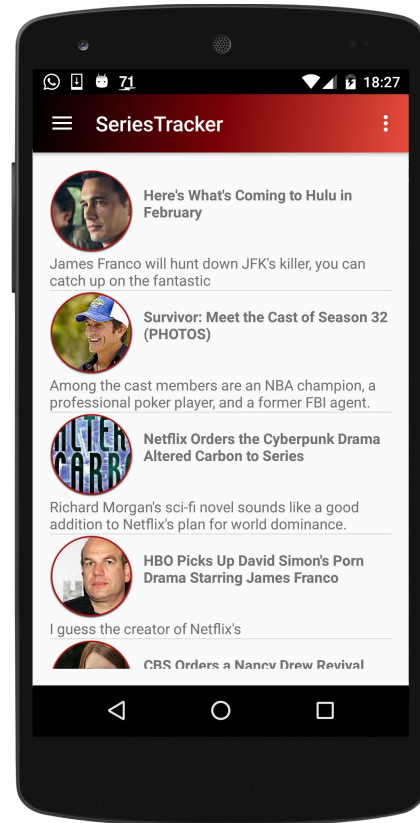 71
18:27
SeriesTracker
Here's What's Coming to Hulu in
February
James Franco will hunt down JFK's killer, you can
catch up on the fantastic
Survivor: Meet the Cast of Season 32
(PHOTOS)
Among the cast members are an NBA champion, a
professional poker player, and a former FBI agent.
ALTER
CARBO
Netflix Orders the Cyberpunk Drama
Altered Carbon to Series
Richard Morgan's sci-fi novel sounds like a good
addition to Netflix's plan for world dominance.
HBO Picks Up David Simon's Porn
Drama Starring James Franco
I guess the creator of Netflix's
CBS Orders a Nancy Drew Revival